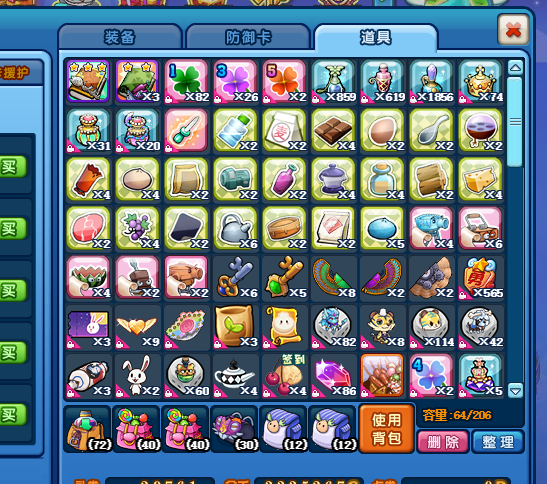 装备 防御卡 道具
援护
X3 1 X82 3 X26 5 X2 X859 X619 X1856 X74
买 X31 X20 X2 X2 X4 X2 X2 X2
X4 X4 X2 X2 X2 X4 X4 X2 X4
买 X2 X4 X2 X6 X2 X2 X5 X4 X6
买 X4 X2 X2 X6 X5 X8 X2 X2 X565
X3 X9 X3 X82 X8 X114 X42
买 签到
X3 X2 X60 X4 X4 X86 4 X2 X5
买 (72) (40) (40) (30) (12) (12) 使用背包 容量:64/206
删除 整理